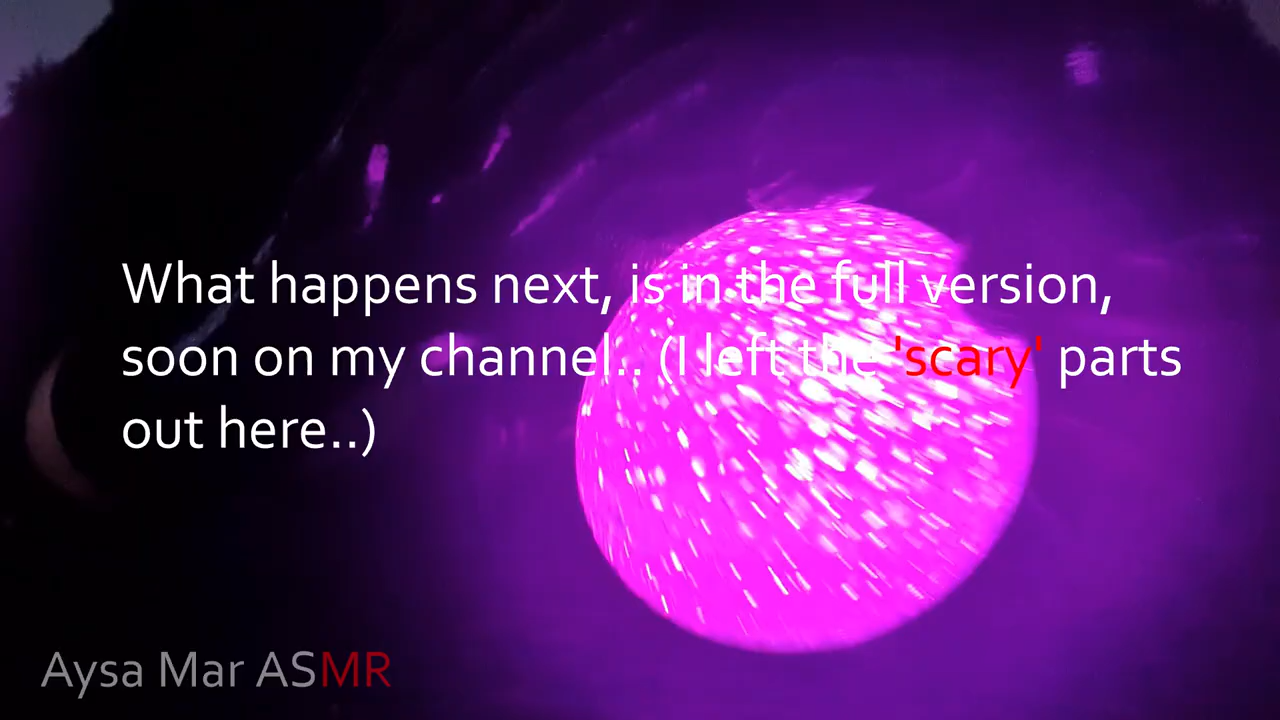 What happens next, is in the full version,
soon on my channel.. (I left the 'scary' parts
out here..)
Aysa Mar ASMR